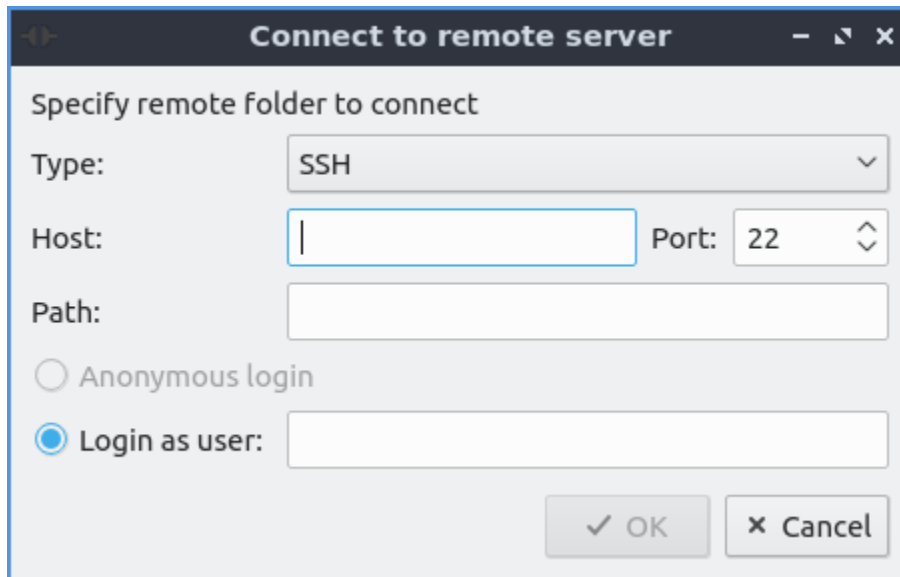 Connect to remote server
Specify remote folder to connect
Type: SSH
Host: Port: 22
Path:
Anonymous login
Login as user:
OK Cancel